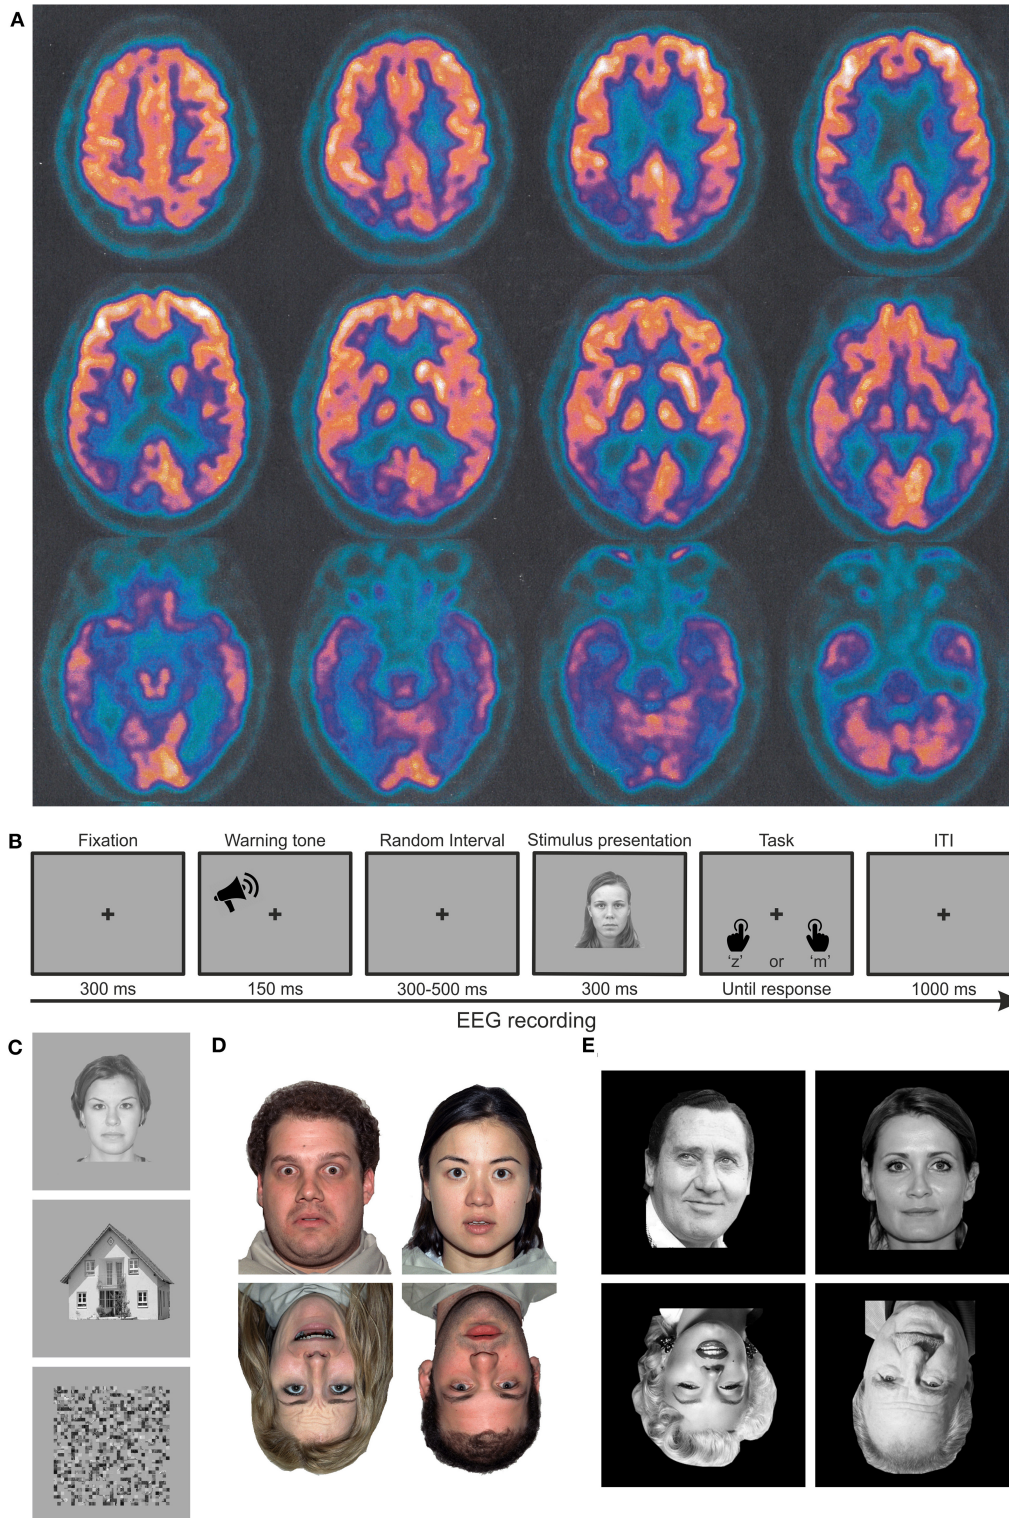 A
B
Fixation
Warning tone
Random Interval
Stimulus presentation
Task
ITI
'z' or 'm'
300 ms
150 ms
300-500 ms
300 ms
Until response
1000 ms
EEG recording
C
D
E